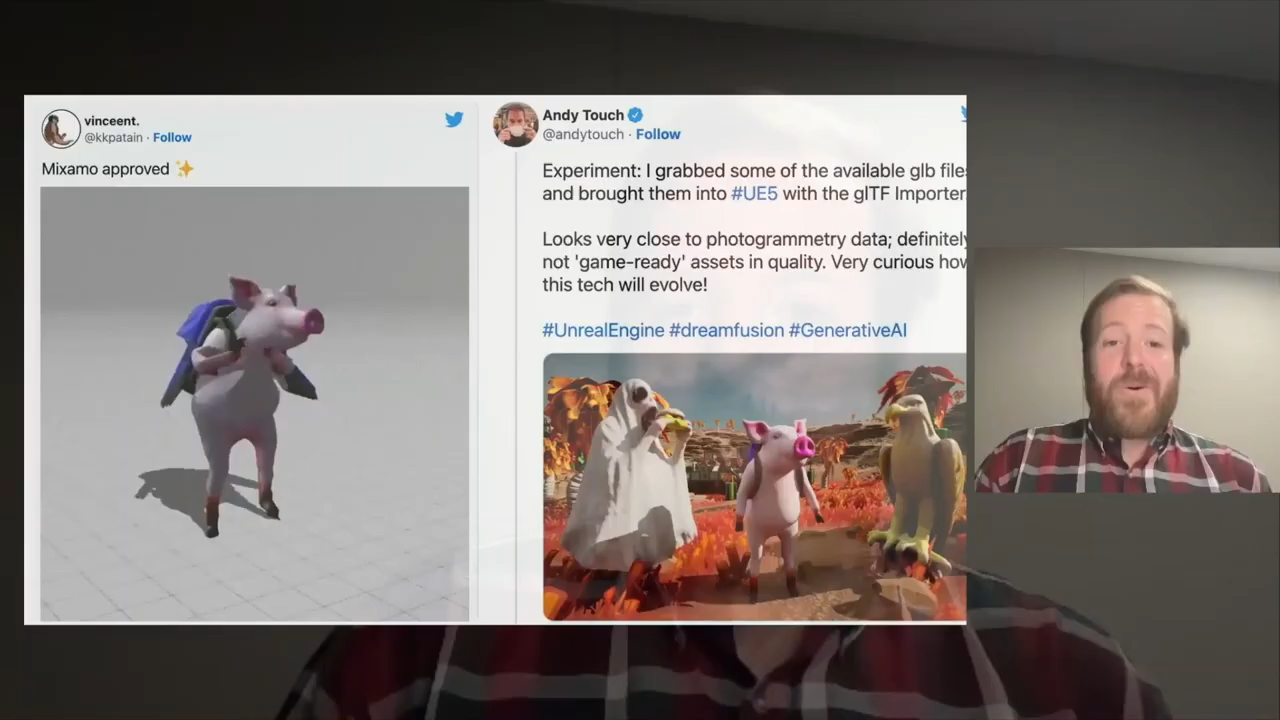 vinceent.
@kkpatain · Follow
Mixamo approved ✨
Andy Touch
@andytouch · Follow
Experiment: I grabbed some of the available glb files
and brought them into #UE5 with the glTF Importer.
Looks very close to photogrammetry data; definitely
not 'game-ready' assets in quality. Very curious how
this tech will evolve!
#UnrealEngine #dreamfusion #GenerativeAI